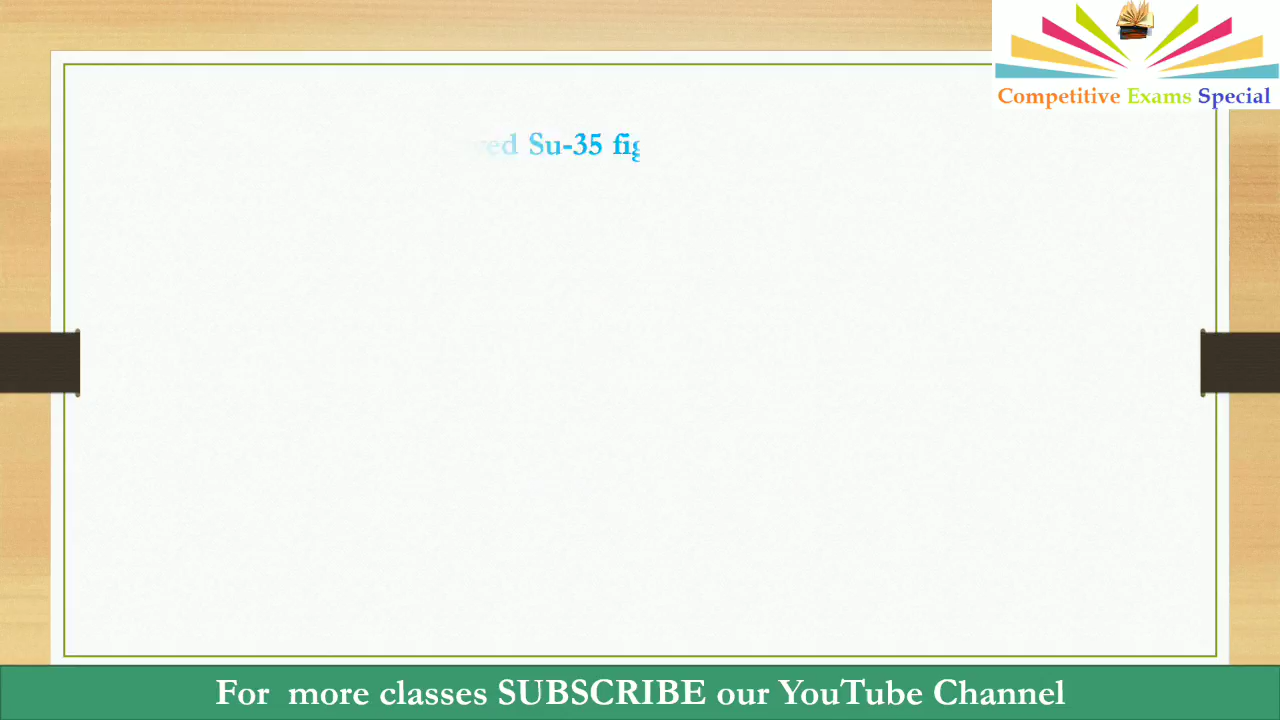 Competitive Exams Special
Su-35
For more classes SUBSCRIBE our YouTube Channel